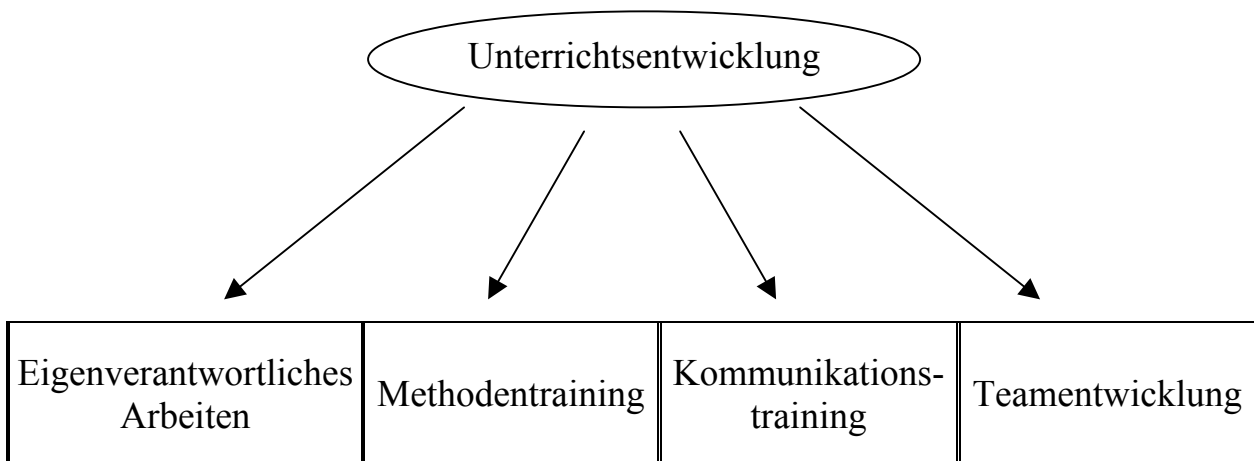 Unterrichtsentwicklung
Eigenverantwortliches
Arbeiten
Methodentraining
Kommunikations-
training
Teamentwicklung